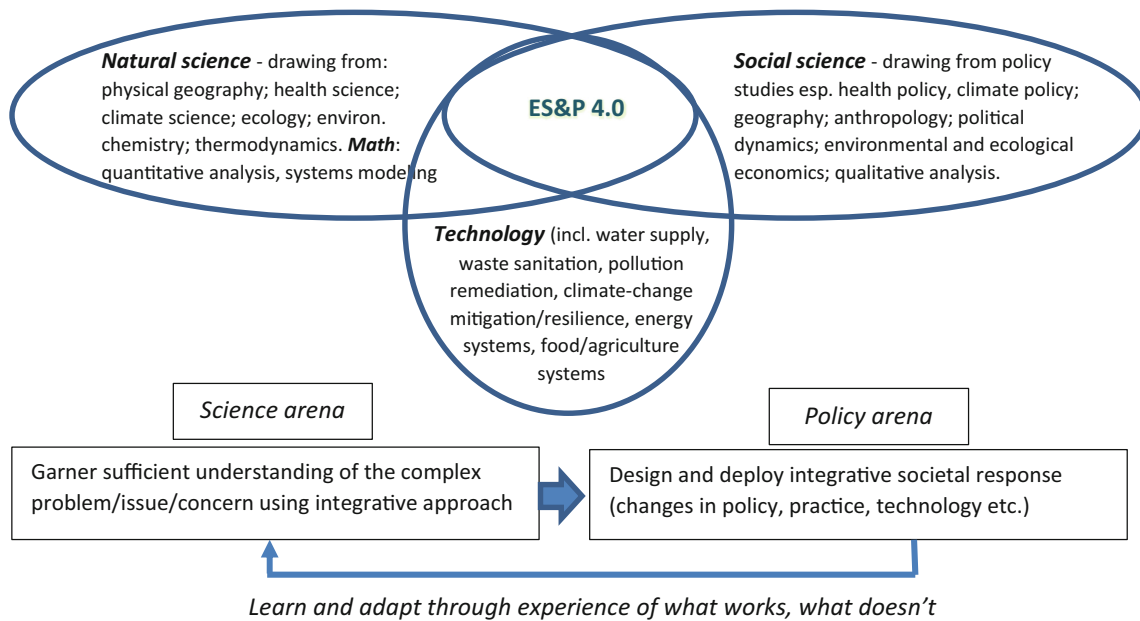 Natural science - drawing from:
physical geography; health science;
climate science; ecology; environ.
chemistry; thermodynamics. Math:
quantitative analysis, systems modeling
ES&P 4.0
Social science - drawing from policy
studies esp. health policy, climate policy;
geography; anthropology; political
dynamics; environmental and ecological
economics; qualitative analysis.
Technology (incl. water supply,
waste sanitation, pollution
remediation, climate-change
mitigation/resilience, energy
systems, food/agriculture
systems
Science arena
Policy arena
Garner sufficient understanding of the complex
problem/issue/concern using integrative approach
Design and deploy integrative societal response
(changes in policy, practice, technology etc.)
Learn and adapt through experience of what works, what doesn't